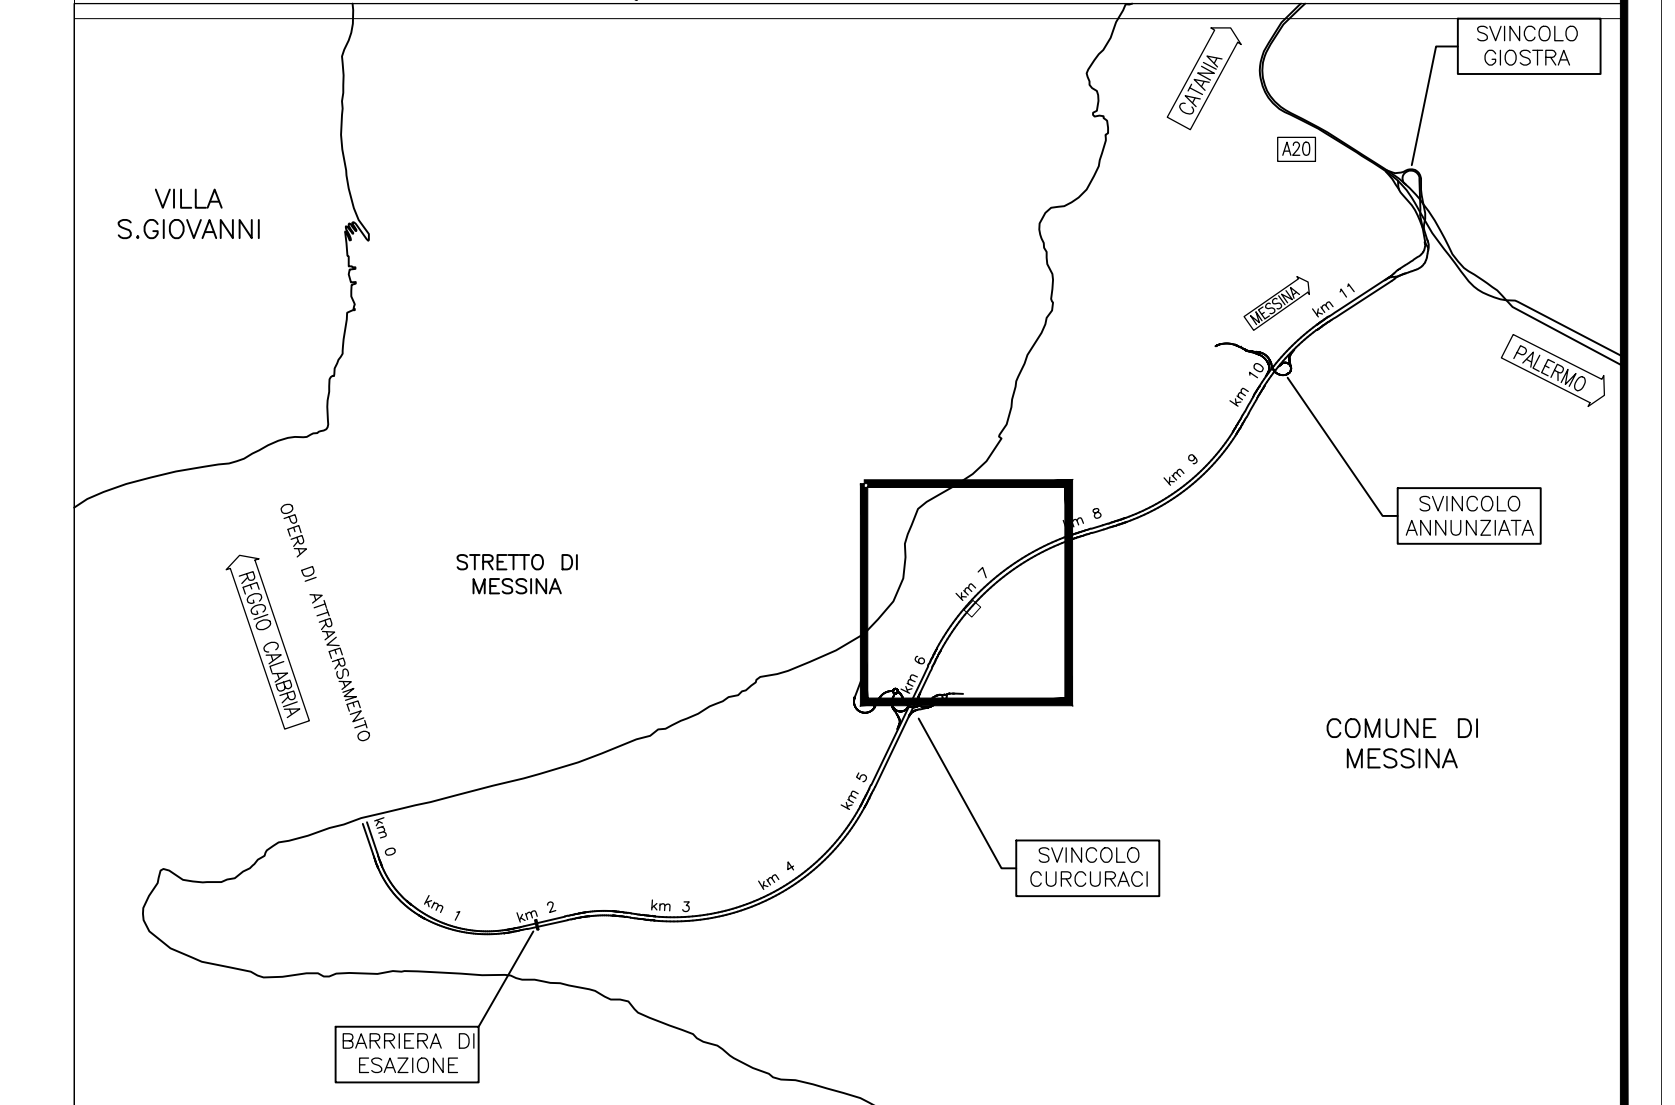 SVINCOLO
GIOSTRA
CATANIA
A20
VILLA
S.GIOVANNI
MESSINA
km 11
PALERMO
km 10
km 9
SVINCOLO
ANNUNZIATA
km 8
OPERA DI ATTRAVERSAMENTO
REGGIO CALABRIA
STRETTO DI
MESSINA
km 7
km 6
COMUNE DI
MESSINA
km 5
km 0
SVINCOLO
CURCURACI
km 4
km 3
km 2
km 1
BARRIERA DI
ESAZIONE